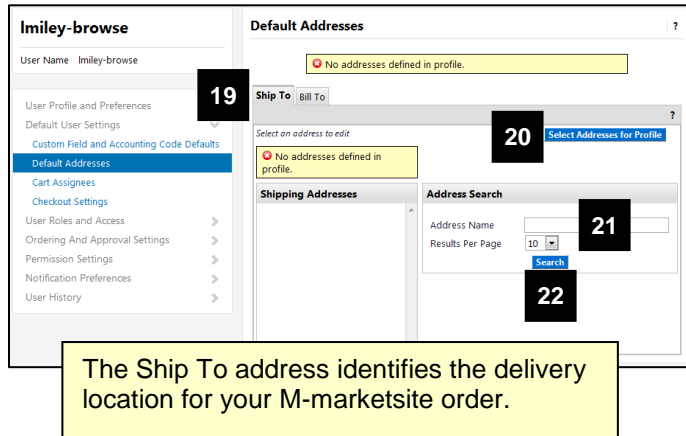 lmiley-browse
User Name lmiley-browse
User Profile and Preferences
Default User Settings
Custom Field and Accounting Code Defaults
Default Addresses
Cart Assignees
Checkout Settings
User Roles and Access
Ordering And Approval Settings
Permission Settings
Notification Preferences
User History
Default Addresses ?
No addresses defined in profile.
19
Ship To Bill To
?
Select an address to edit
20
Select Addresses for Profile
No addresses defined in
profile.
Shipping Addresses
Address Search
Address Name
21
Results Per Page 10
Search
22
The Ship To address identifies the delivery
location for your M-marketsite order.